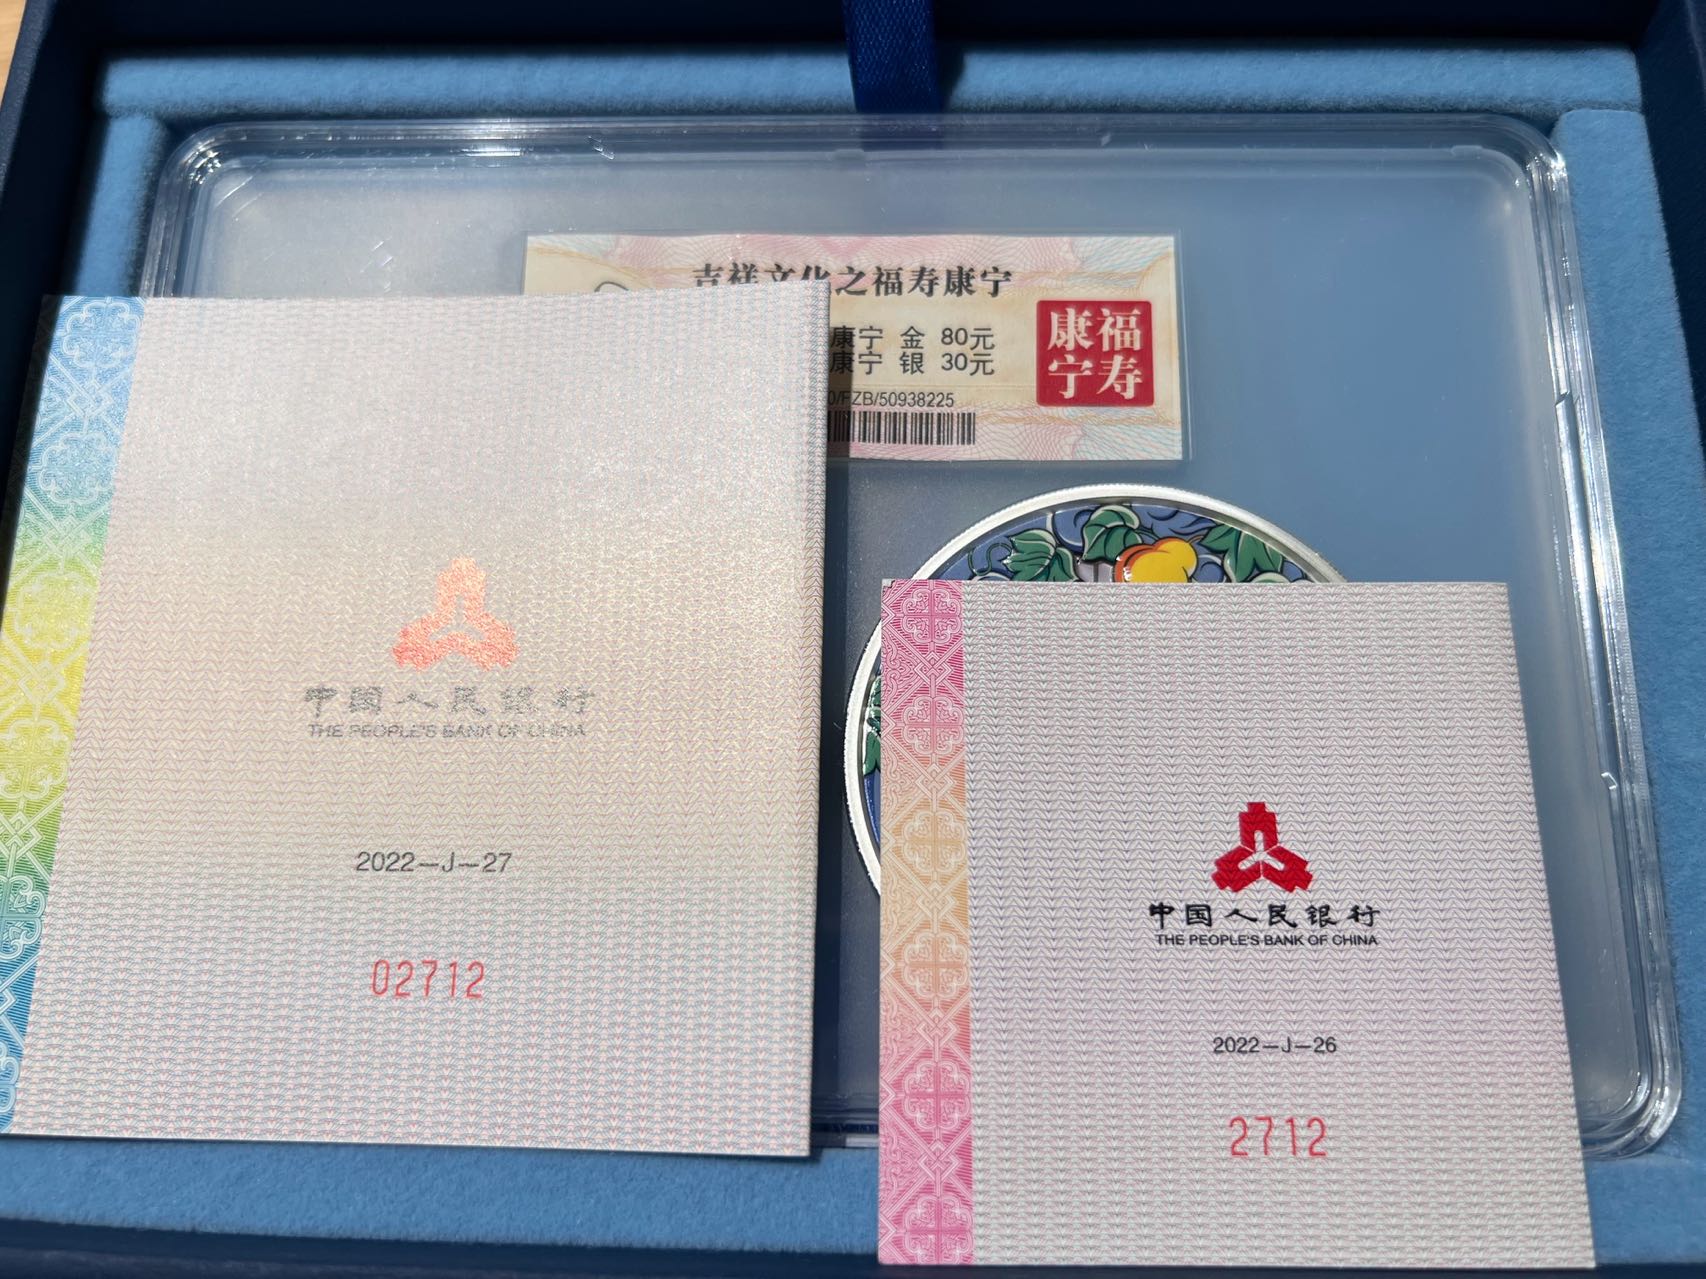 吉祥文化之福寿康宁
康宁 金 80元
康宁 银 30元
0/FZB/50938225
福寿
康宁
中国人民银行
THE PEOPLE'S BANK OF CHINA
2022—J—27
02712
中国人民银行
THE PEOPLE'S BANK OF CHINA
2022—J—26
2712